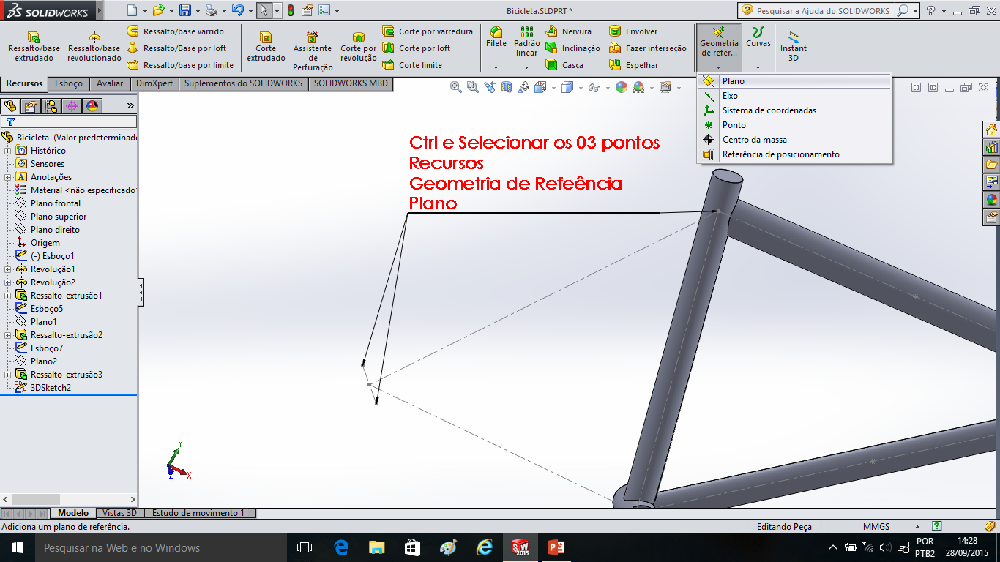 SOLIDWORKS
Bicicleta.SLDPRT *
Pesquisar a Ajuda do SOLIDWORKS
Ressalto/base extrudado
Ressalto/base revolucionado
Ressalto/base varrido
Ressalto/Base por loft
Ressalto/base por limite
Corte extrudado
Assistente de Perfuração
Corte por revolução
Corte por varredura
Corte por loft
Corte limite
Filete
Padrão linear
Nervura
Inclinação
Casca
Envolver
Fazer interseção
Espelhar
Geometria de refer...
Curvas
Instant 3D
Recursos
Esboço
Avaliar
DimXpert
Suplementos do SOLIDWORKS
SOLIDWORKS MBD
Plano
Eixo
Sistema de coordenadas
Ponto
Centro da massa
Referência de posicionamento
Bicicleta (Valor predeterminad
Histórico
Sensores
Anotações
Material <não especificado>
Plano frontal
Plano superior
Plano direito
Origem
(-) Esboço1
Revolução1
Revolução2
Ressalto-extrusão1
Esboço5
Plano1
Ressalto-extrusão2
Esboço7
Plano2
Ressalto-extrusão3
3DSketch2
Ctrl e Selecionar os 03 pontos
Recursos
Geometria de Refeência
Plano
Y
X
Z
Modelo
Vistas 3D
Estudo de movimento 1
Adiciona um plano de referência.
Editando Peça
MMGS
Pesquisar na Web e no Windows
2015
POR
PTB2
14:28
28/09/2015